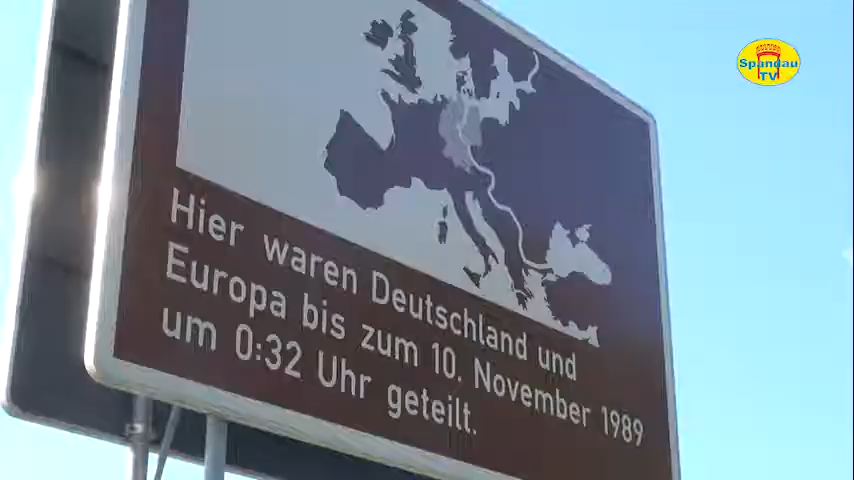 Spandau
TV
Hier waren Deutschland und
Europa bis zum 10. November 1989
um 0:32 Uhr geteilt.